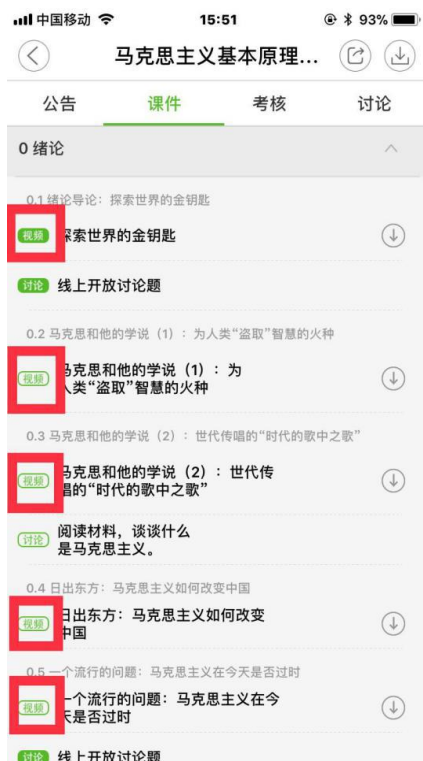 中国移动 15:51 93%
马克思主义基本原理...
公告 课件 考核 讨论
0 绪论
0.1 绪论导论：探索世界的金钥匙
视频 探索世界的金钥匙
讨论 线上开放讨论题
0.2 马克思和他的学说（1）：为人类“盗取”智慧的火种
视频 马克思和他的学说（1）：为
人类“盗取”智慧的火种
0.3 马克思和他的学说（2）：世代传唱的“时代的歌中之歌”
视频 马克思和他的学说（2）：世代传
唱的“时代的歌中之歌”
讨论 阅读材料，谈谈什么
是马克思主义。
0.4 日出东方：马克思主义如何改变中国
视频 日出东方：马克思主义如何改变
中国
0.5 一个流行的问题：马克思主义在今天是否过时
视频 一个流行的问题：马克思主义在今
天是否过时
讨论 线上开放讨论题